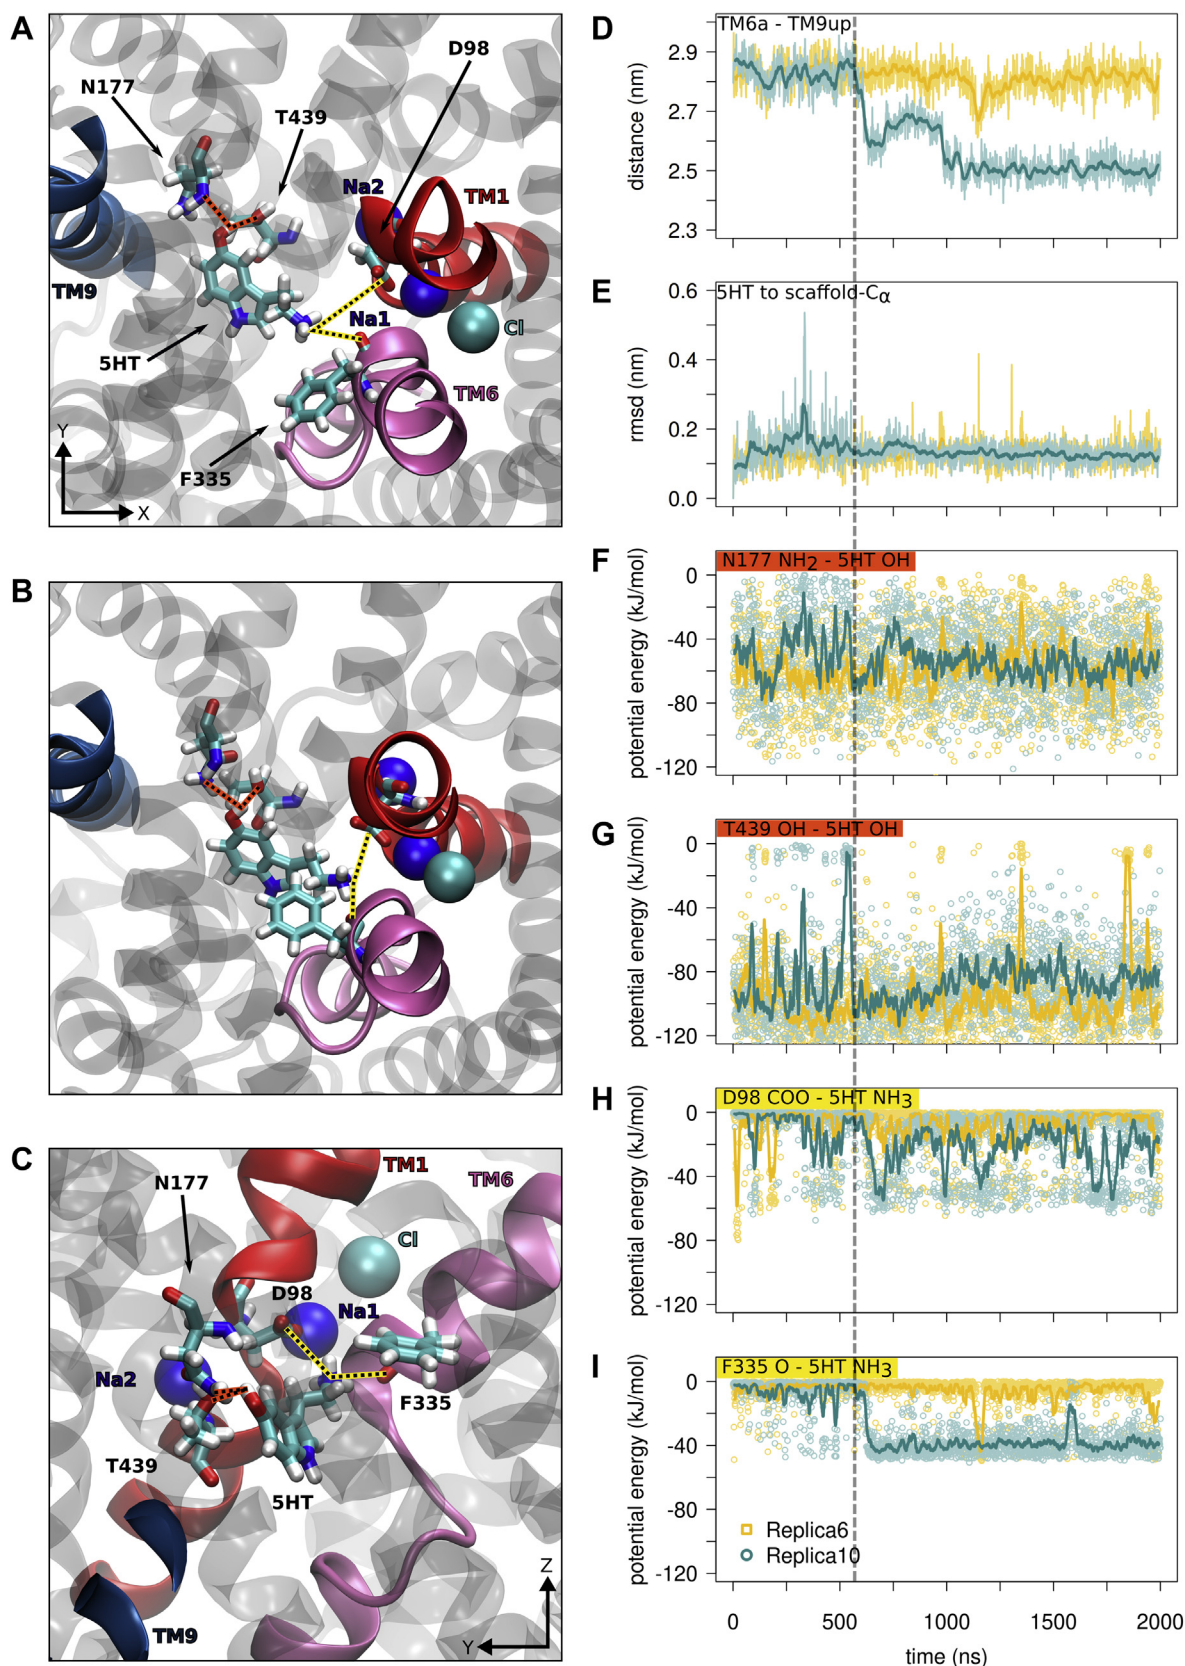 A
N177
D98
T439
Na2
TM1
TM9
Na1
Cl
5HT
TM6
F335
Y
X
B
C
TM1
TM6
N177
Cl
D98
Na1
Na2
F335
T439
5HT
Z
TM9
Y
D
TM6a - TM9up
distance (nm)
2.9
2.7
2.5
2.3
E
5HT to scaffold-Cα
rmsd (nm)
0.6
0.4
0.2
0.0
F
N177 NH2 - 5HT OH
potential energy (kJ/mol)
0
-40
-80
-120
G
T439 OH - 5HT OH
potential energy (kJ/mol)
0
-40
-80
-120
H
D98 COO - 5HT NH3
potential energy (kJ/mol)
0
-40
-80
-120
I
F335 O - 5HT NH3
potential energy (kJ/mol)
0
-40
-80
-120
Replica6
Replica10
0 500 1000 1500 2000
time (ns)